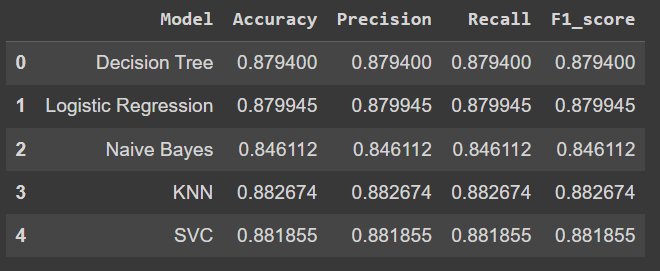 Model Accuracy Precision Recall F1_score
0 Decision Tree 0.879400 0.879400 0.879400 0.879400
1 Logistic Regression 0.879945 0.879945 0.879945 0.879945
2 Naive Bayes 0.846112 0.846112 0.846112 0.846112
3 KNN 0.882674 0.882674 0.882674 0.882674
4 SVC 0.881855 0.881855 0.881855 0.881855